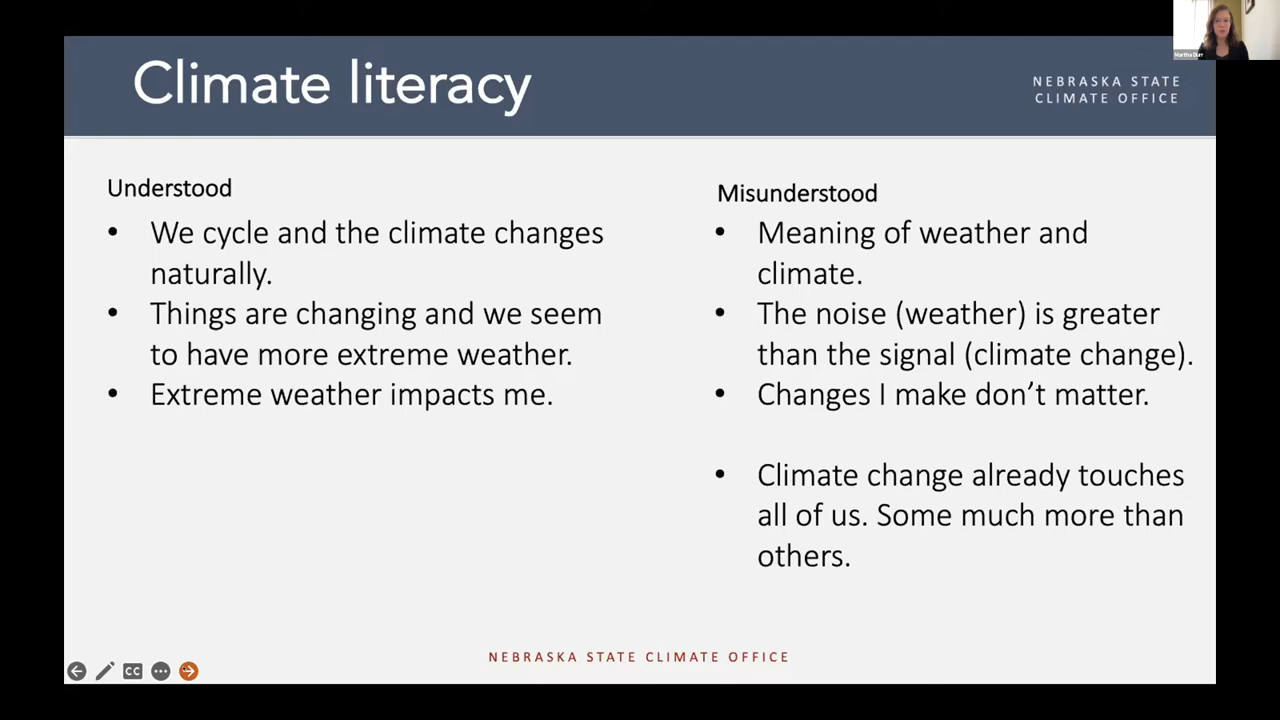 Climate literacy
NEBRASKA STATE
CLIMATE OFFICE
Martha Durr
Understood
• We cycle and the climate changes
naturally.
• Things are changing and we seem
to have more extreme weather.
• Extreme weather impacts me.
Misunderstood
• Meaning of weather and
climate.
• The noise (weather) is greater
than the signal (climate change).
• Changes I make don’t matter.
• Climate change already touches
all of us. Some much more than
others.
CC
NEBRASKA STATE CLIMATE OFFICE